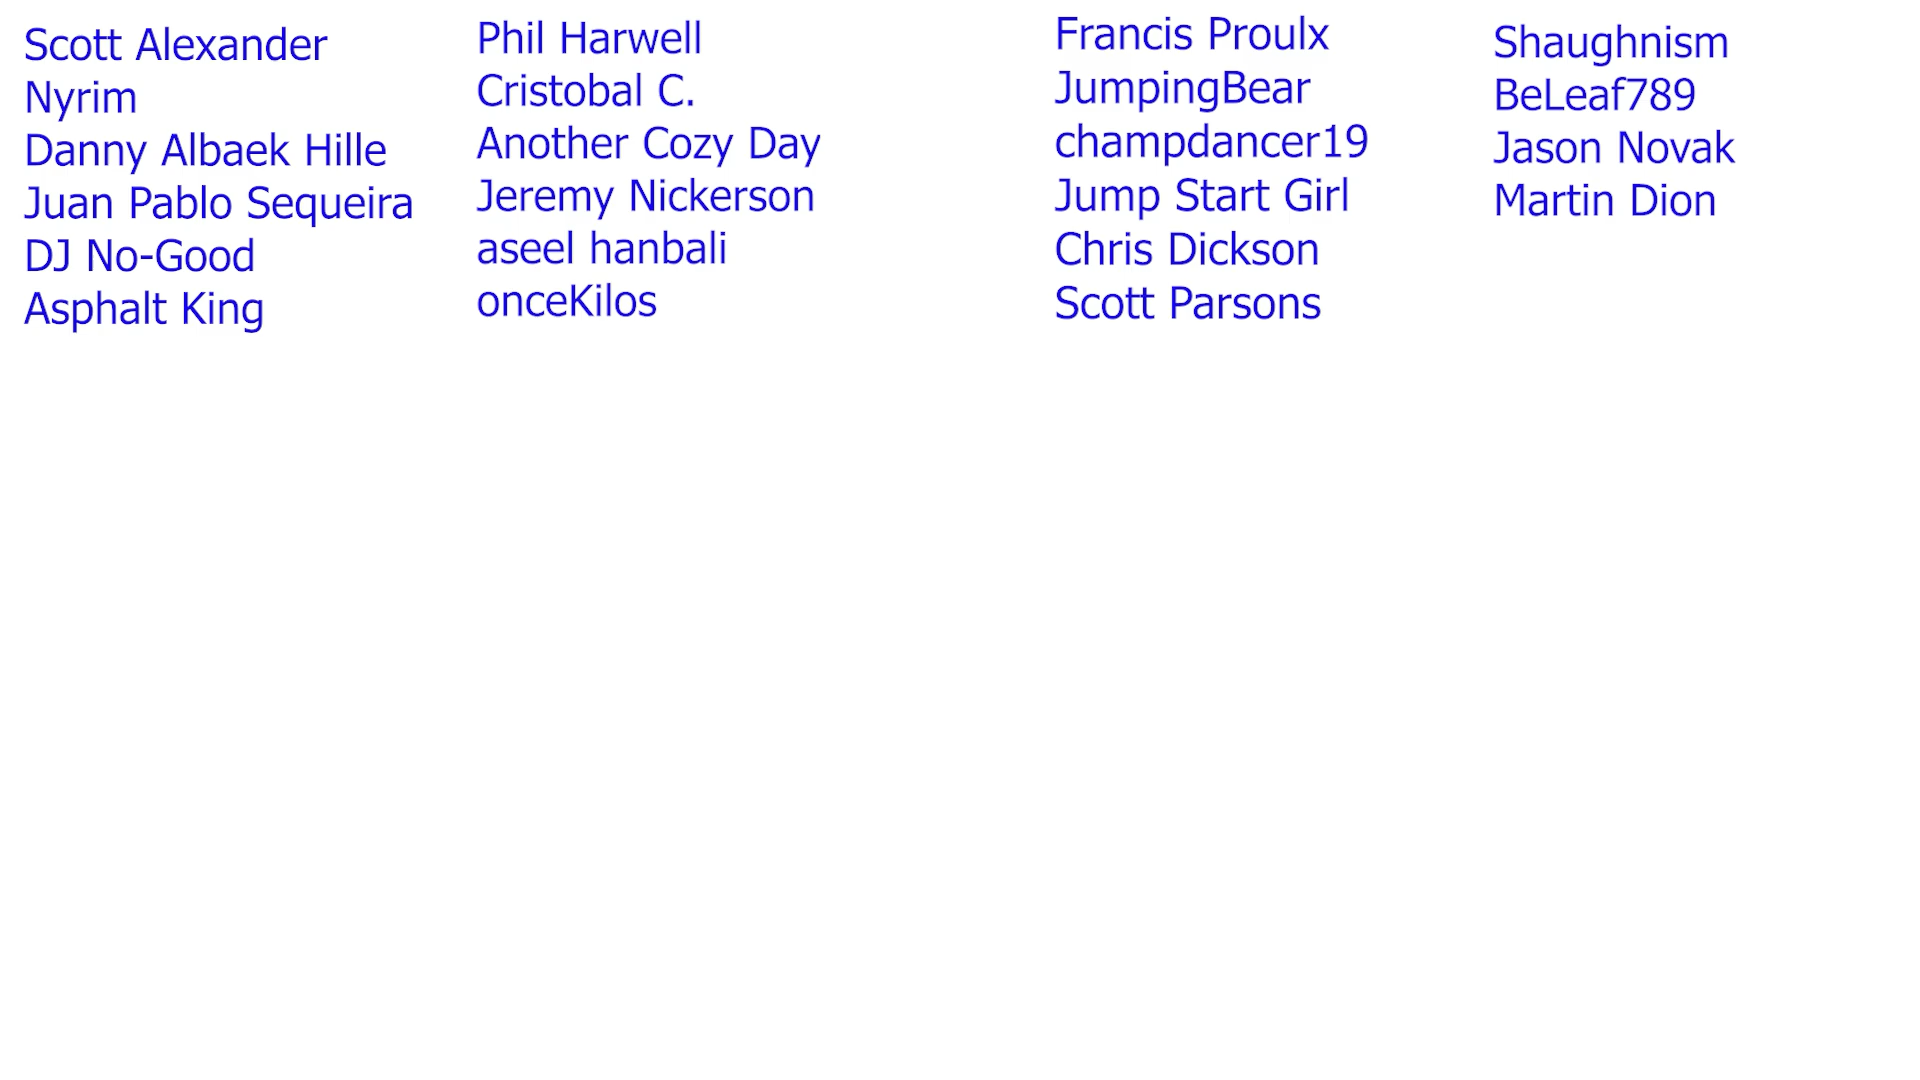 Scott Alexander
Nyrim
Danny Albaek Hille
Juan Pablo Sequeira
DJ No-Good
Asphalt King
Phil Harwell
Cristobal C.
Another Cozy Day
Jeremy Nickerson
aseel hanbali
onceKilos
Francis Proulx
JumpingBear
champdancer19
Jump Start Girl
Chris Dickson
Scott Parsons
Shaughnism
BeLeaf789
Jason Novak
Martin Dion